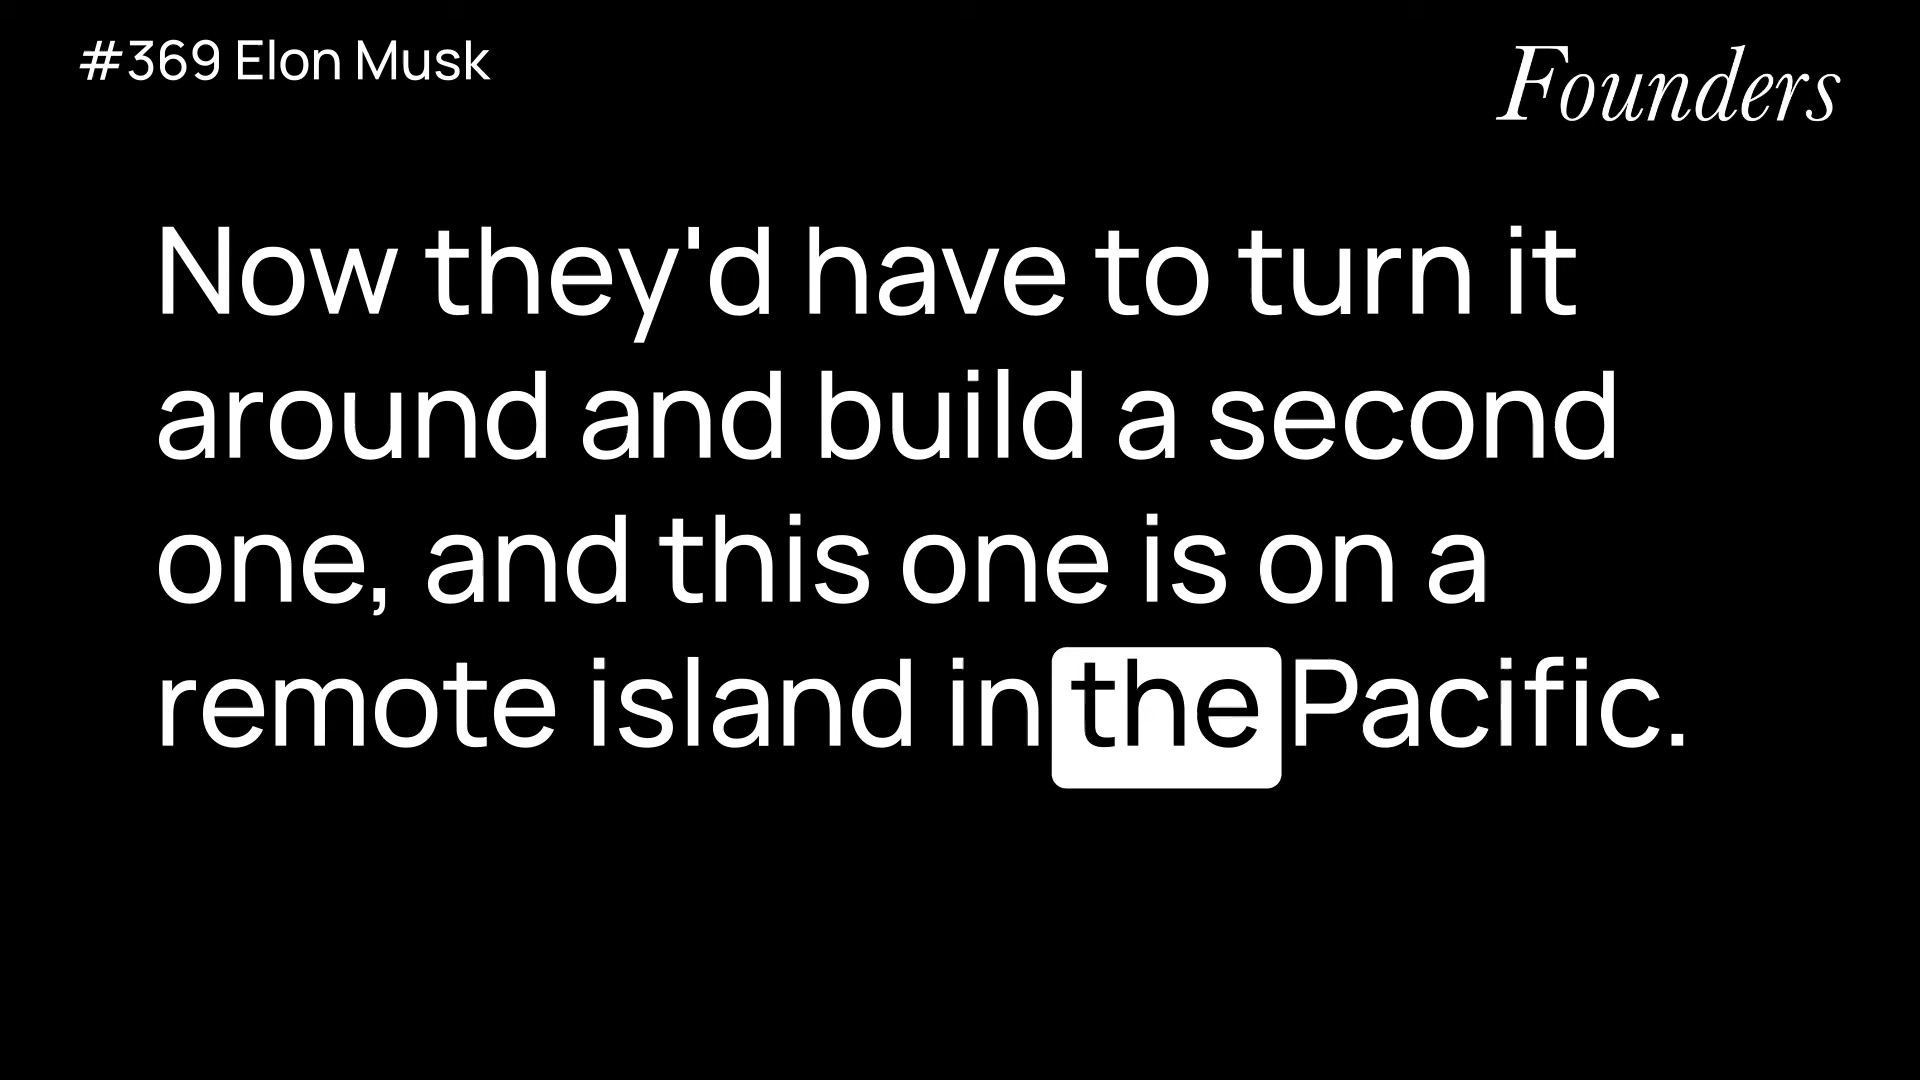 #369 Elon Musk
Founders
Now they'd have to turn it
around and build a second
one, and this one is on a
remote island in the Pacific.